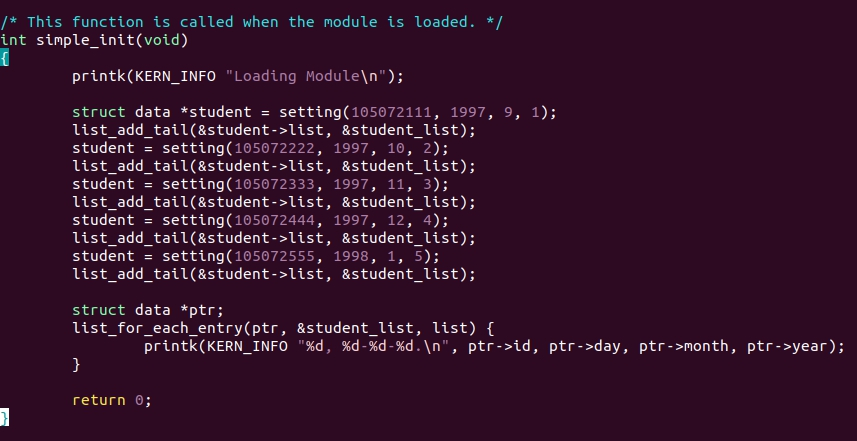 /* This function is called when the module is loaded. */
int simple_init(void)
{
        printk(KERN_INFO "Loading Module\n");

        struct data *student = setting(105072111, 1997, 9, 1);
        list_add_tail(&student->list, &student_list);
        student = setting(105072222, 1997, 10, 2);
        list_add_tail(&student->list, &student_list);
        student = setting(105072333, 1997, 11, 3);
        list_add_tail(&student->list, &student_list);
        student = setting(105072444, 1997, 12, 4);
        list_add_tail(&student->list, &student_list);
        student = setting(105072555, 1998, 1, 5);
        list_add_tail(&student->list, &student_list);

        struct data *ptr;
        list_for_each_entry(ptr, &student_list, list) {
                printk(KERN_INFO "%d, %d-%d-%d.\n", ptr->id, ptr->day, ptr->month, ptr->year);
        }

        return 0;
}